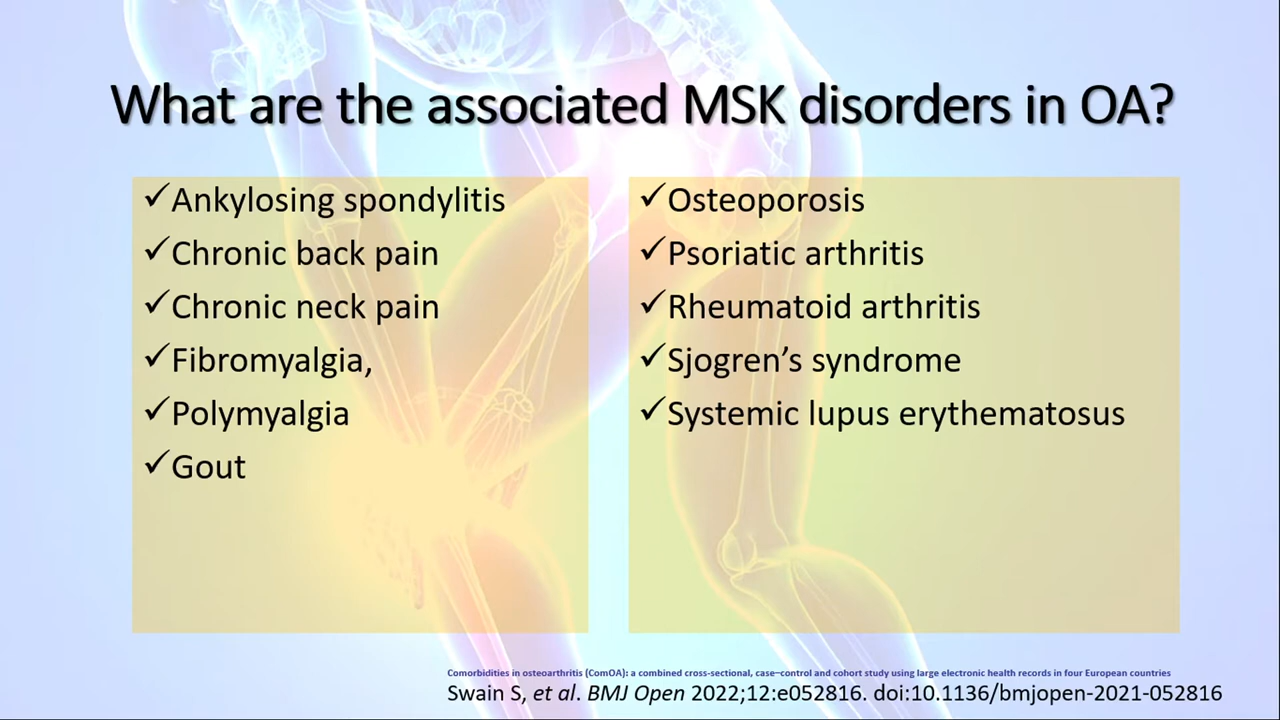 What are the associated MSK disorders in OA?
✓Ankylosing spondylitis
✓Chronic back pain
✓Chronic neck pain
✓Fibromyalgia,
✓Polymyalgia
✓Gout
✓Osteoporosis
✓Psoriatic arthritis
✓Rheumatoid arthritis
✓Sjogren’s syndrome
✓Systemic lupus erythematosus
Comorbidities in osteoarthritis (ComOA): a combined cross-sectional, case–control and cohort study using large electronic health records in four European countries
Swain S, et al. BMJ Open 2022;12:e052816. doi:10.1136/bmjopen-2021-052816